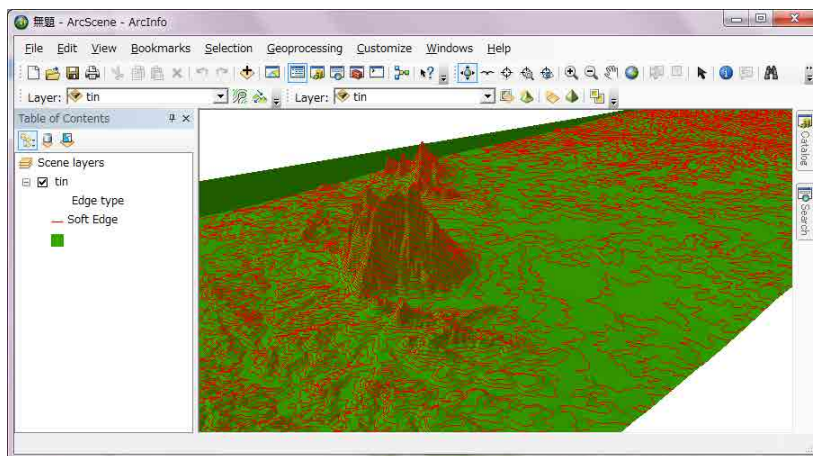 無題 - ArcScene - ArcInfo
File Edit View Bookmarks Selection Geoprocessing Customize Windows Help
Layer: tin Layer: tin
Table of Contents
Scene layers
tin
Edge type
Soft Edge
Catalog
Search